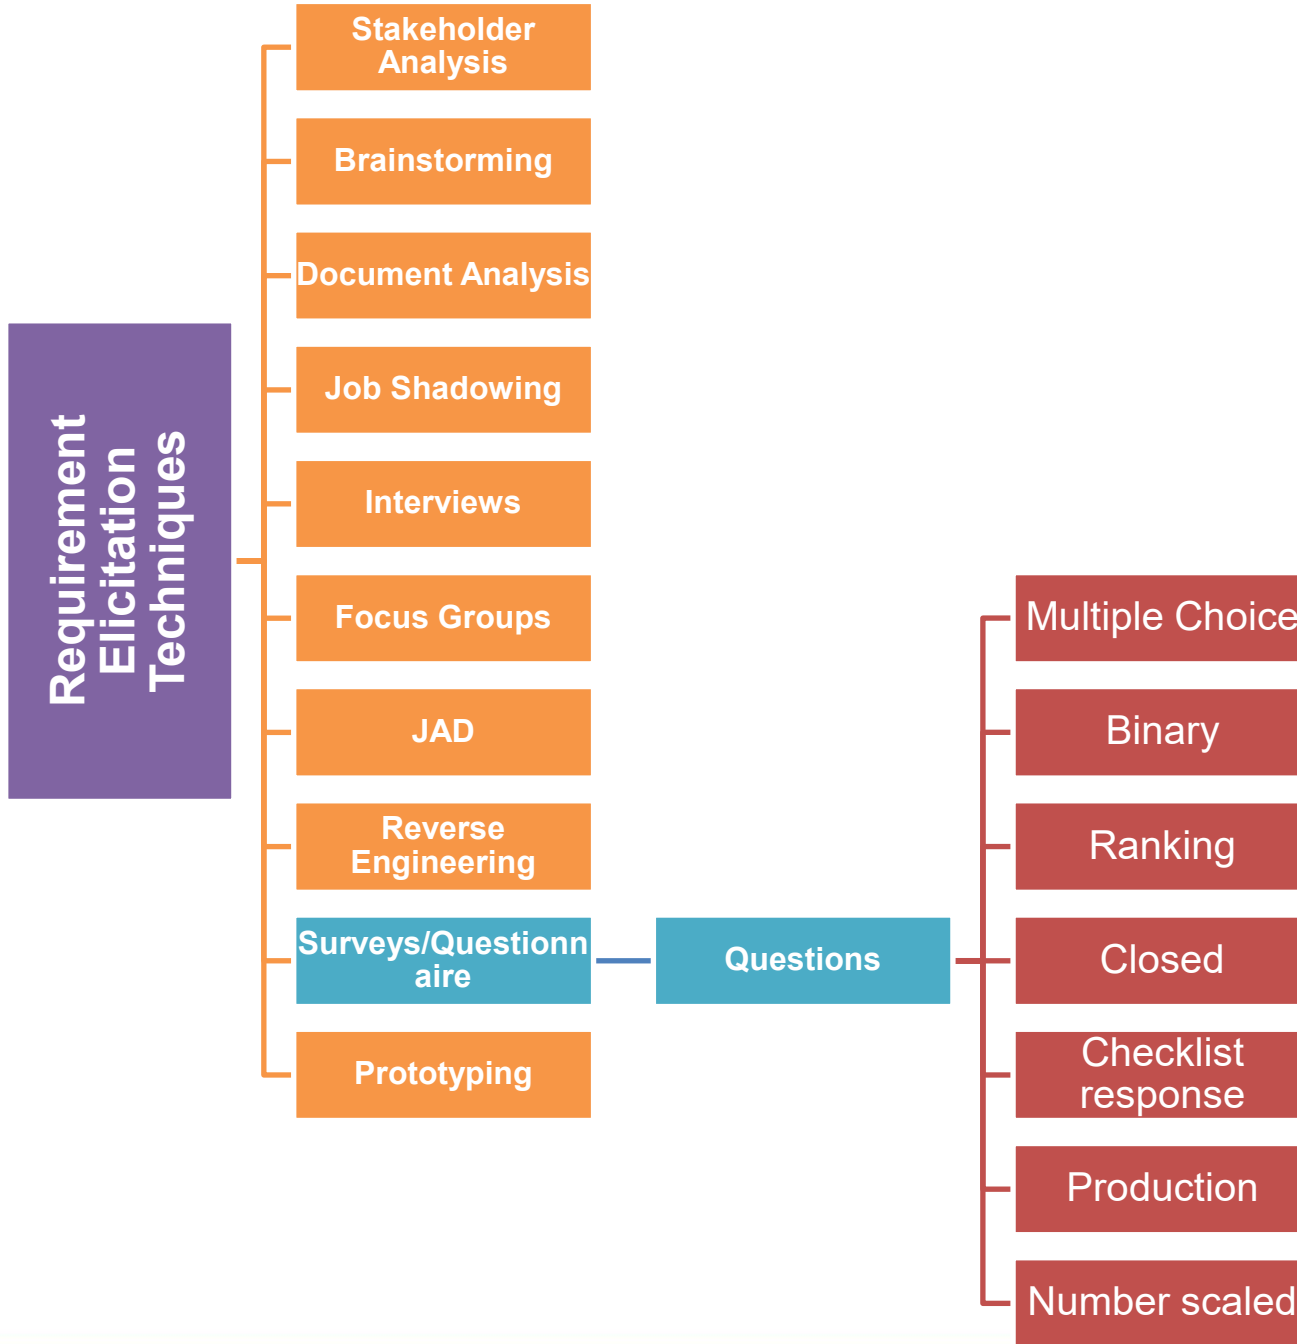 Requirement
Elicitation
Techniques
Stakeholder
Analysis
Brainstorming
Document Analysis
Job Shadowing
Interviews
Focus Groups
JAD
Reverse
Engineering
Surveys/Questionn
aire
Prototyping
Questions
Multiple Choice
Binary
Ranking
Closed
Checklist
response
Production
Number scaled